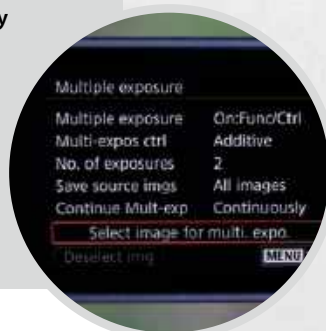 y
Multiple exposure
Multiple exposure On:Func/Ctrl
Multi-expos ctrl Additive
No. of exposures 2
Save source imgs All images
Continue Mult-exp Continuously
Select image for multi. expo.
Deselect img MENU